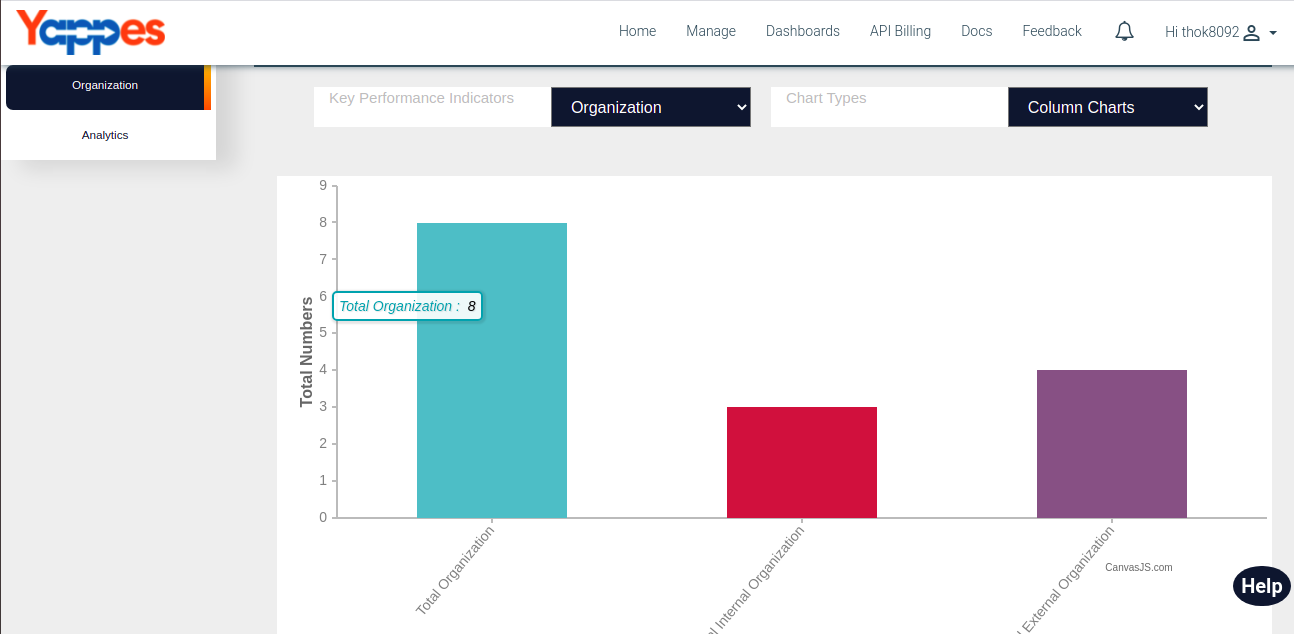 Yappes
Home Manage Dashboards API Billing Docs Feedback Hi thok8092
Organization
Analytics
Key Performance Indicators Organization Chart Types Column Charts
Total Numbers
9
8
7
6
5
4
3
2
1
0
Total Organization : 8
Total Organization
Internal Organization
External Organization
CanvasJS.com
Help